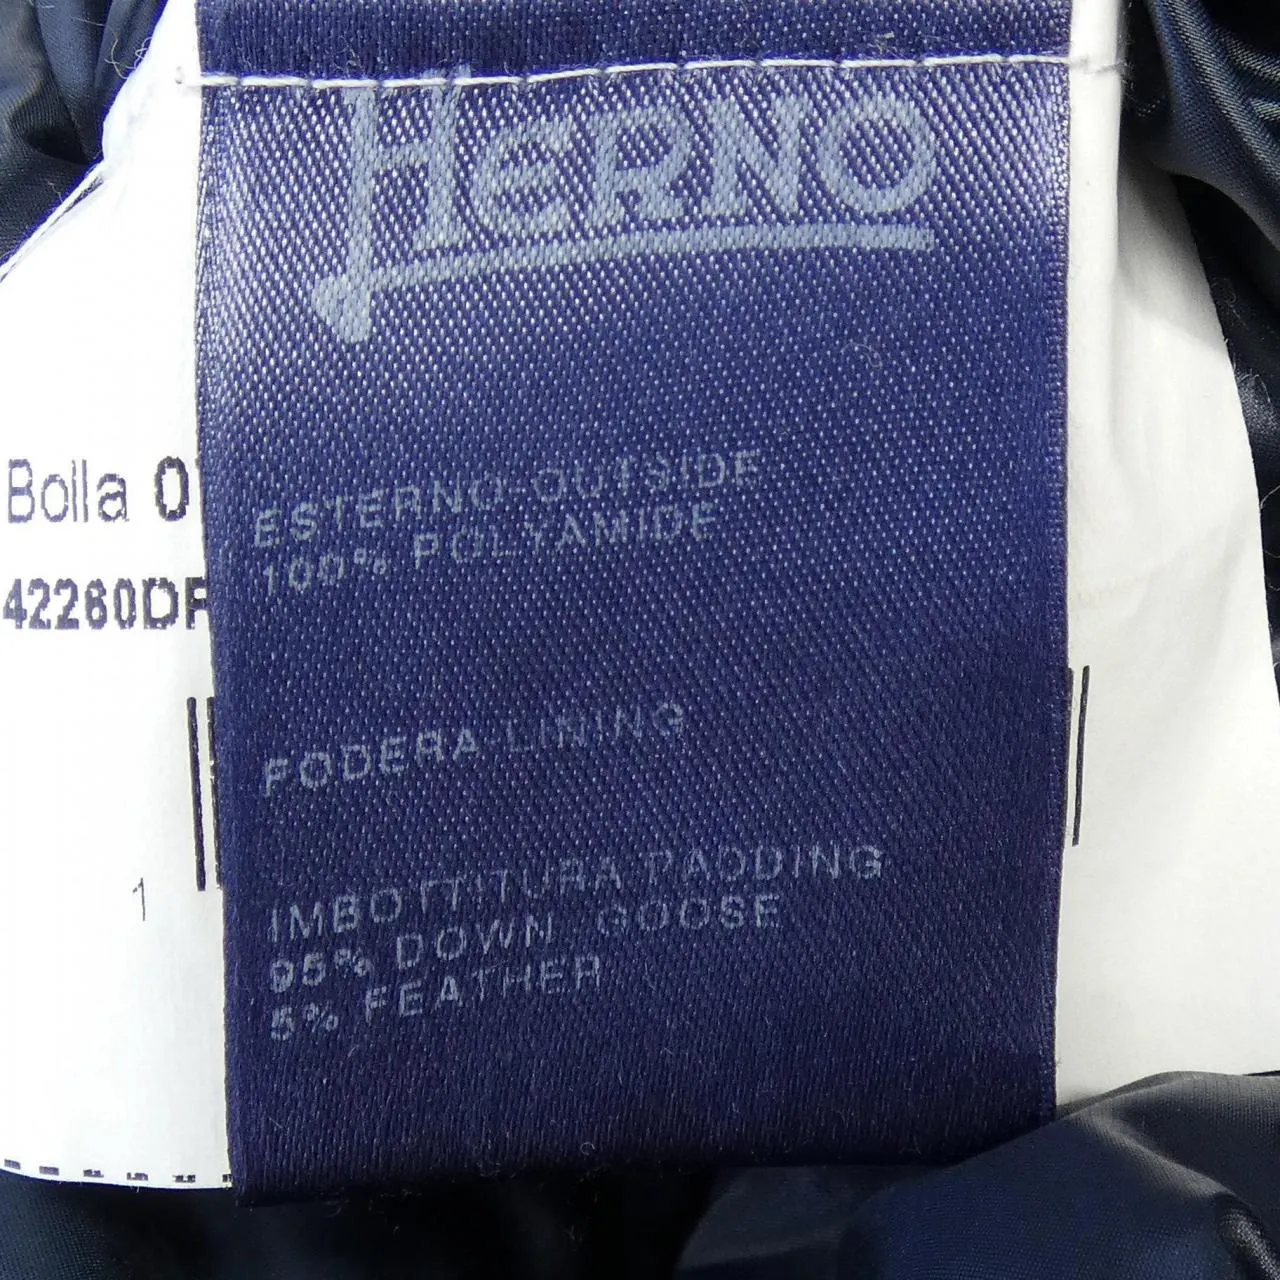 HERNO
Bolla 0
42260DF
ESTERNO-OUTSIDE
100% POLYAMIDE
FODERA-LINING
1
IMBOTTITURA-PADDING
95% DOWN, GOOSE
5% FEATHER